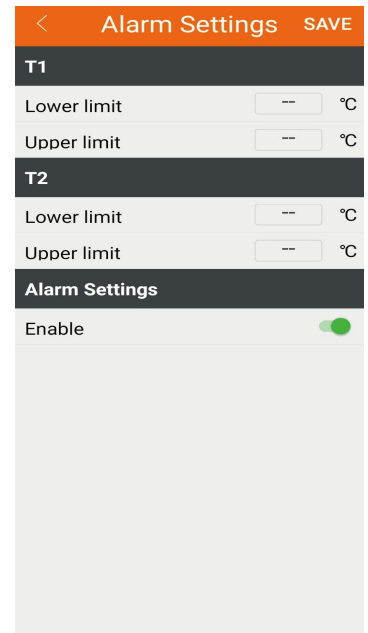 Alarm Settings SAVE
T1
Lower limit -- °C
Upper limit -- °C
T2
Lower limit -- °C
Upper limit -- °C
Alarm Settings
Enable